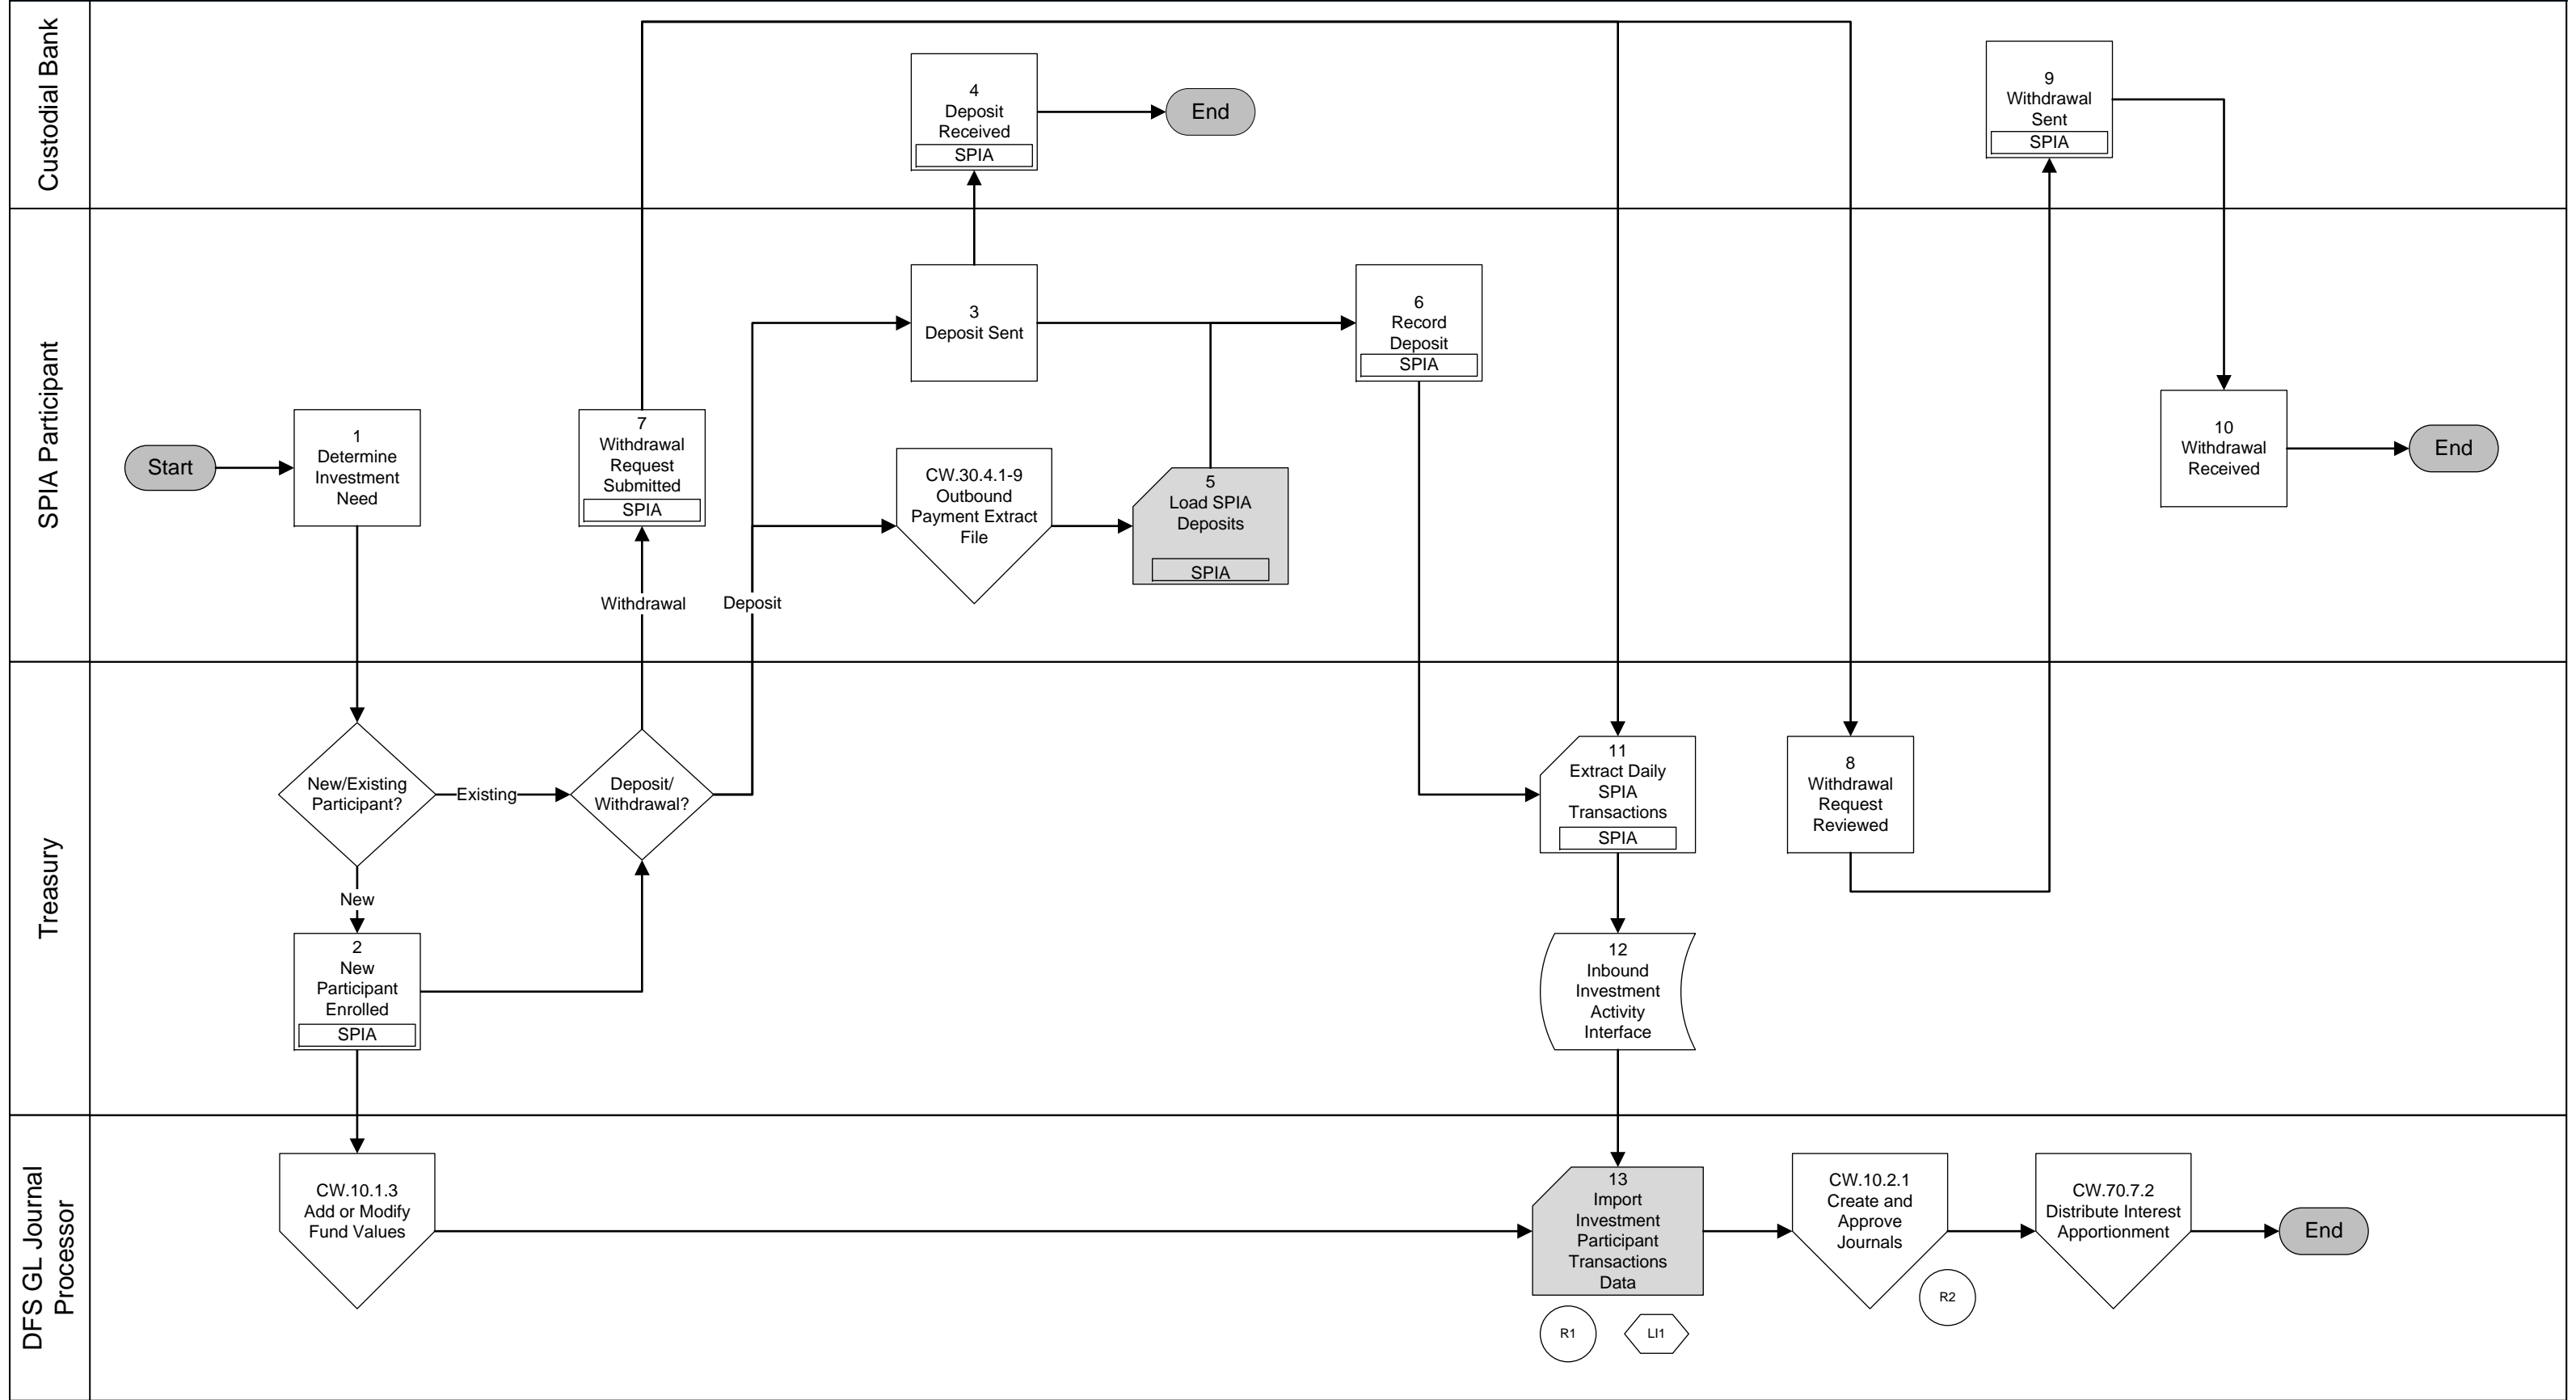 Custodial Bank
4
Deposit
Received
SPIA
End
9
Withdrawal
Sent
SPIA
SPIA Participant
Start
1
Determine
Investment
Need
7
Withdrawal
Request
Submitted
SPIA
Withdrawal
Deposit
3
Deposit Sent
CW.30.4.1-9
Outbound
Payment Extract
File
5
Load SPIA
Deposits
SPIA
6
Record
Deposit
SPIA
10
Withdrawal
Received
End
Treasury
New/Existing
Participant?
Existing
Deposit/
Withdrawal?
New
2
New
Participant
Enrolled
SPIA
11
Extract Daily
SPIA
Transactions
SPIA
8
Withdrawal
Request
Reviewed
12
Inbound
Investment
Activity
Interface
DFS GL Journal
Processor
CW.10.1.3
Add or Modify
Fund Values
13
Import
Investment
Participant
Transactions
Data
R1
LI1
CW.10.2.1
Create and
Approve
Journals
R2
CW.70.7.2
Distribute Interest
Apportionment
End